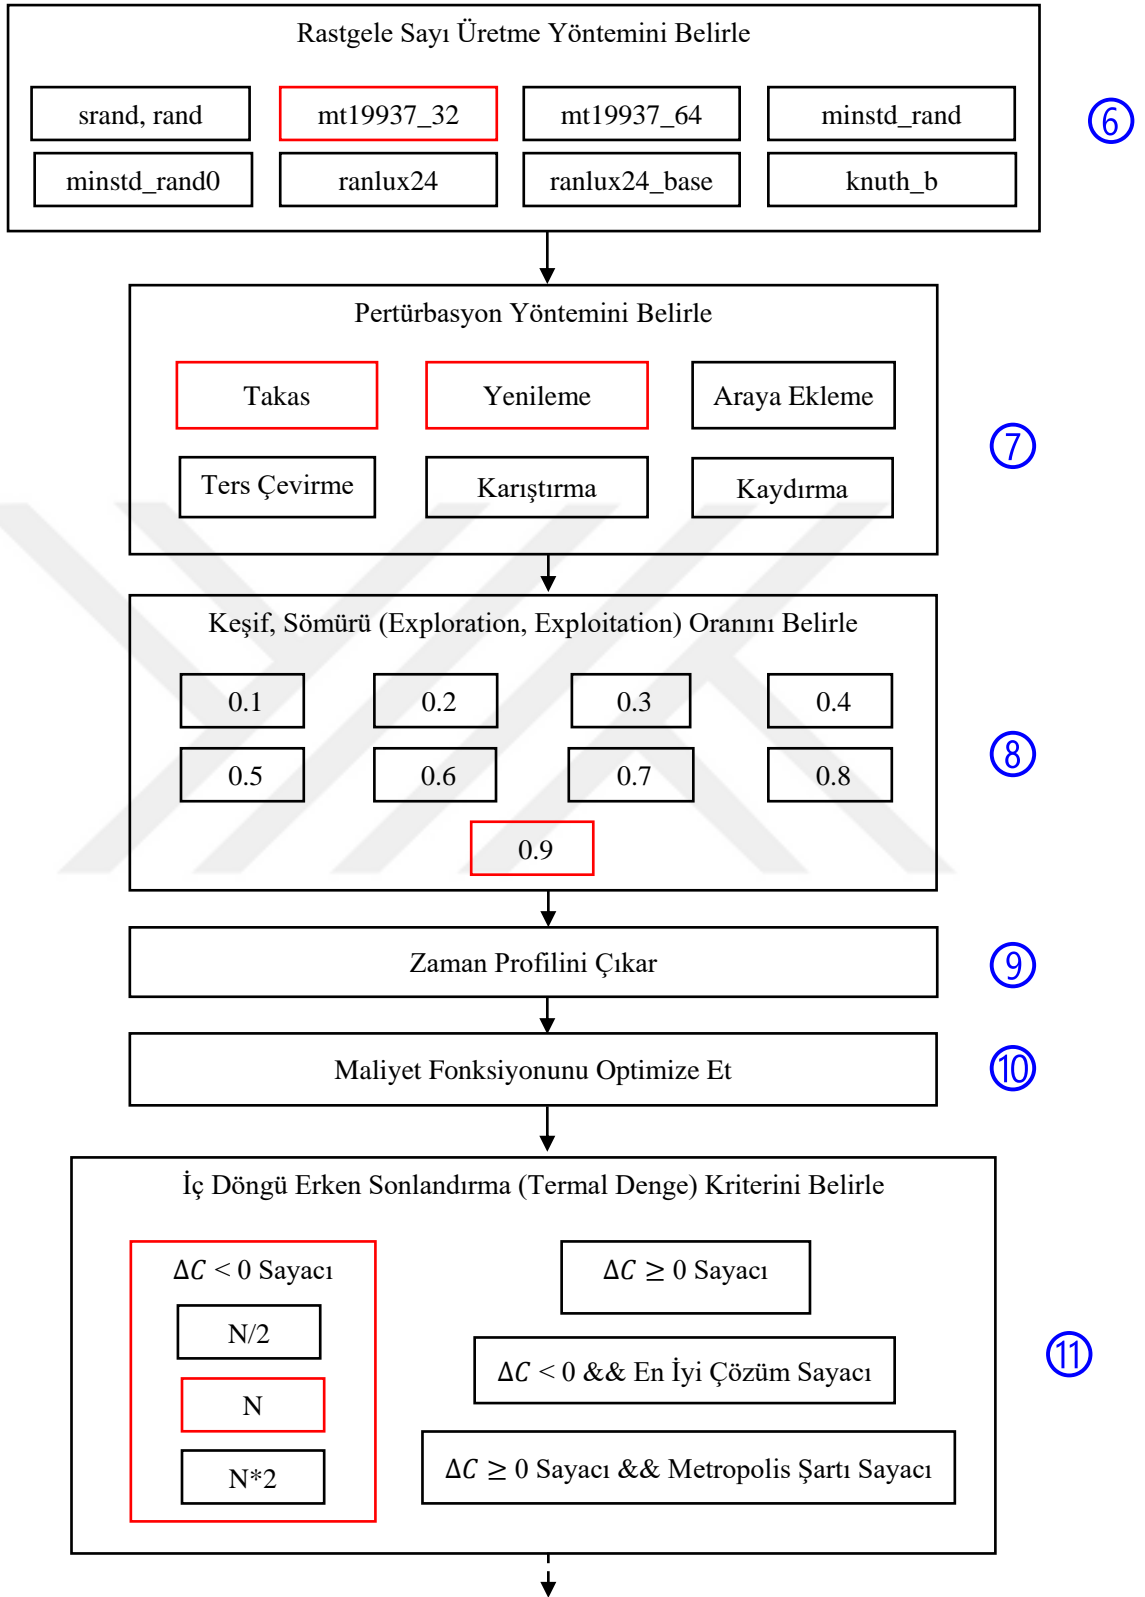 Rastgele Sayı Üretme Yöntemini Belirle
srand, rand
mt19937_32
mt19937_64
minstd_rand
6
minstd_rand0
ranlux24
ranlux24_base
knuth_b
Pertürbasyon Yöntemini Belirle
Takas
Yenileme
Araya Ekleme
7
Ters Çevirme
Karıştırma
Kaydırma
Keşif, Sömürü (Exploration, Exploitation) Oranını Belirle
0.1
0.2
0.3
0.4
8
0.5
0.6
0.7
0.8
0.9
Zaman Profilini Çıkar
9
Maliyet Fonksiyonunu Optimize Et
10
İç Döngü Erken Sonlandırma (Termal Denge) Kriterini Belirle
ΔC < 0 Sayacı
N/2
N
N*2
ΔC ≥ 0 Sayacı
ΔC < 0 && En İyi Çözüm Sayacı
ΔC ≥ 0 Sayacı && Metropolis Şartı Sayacı
11